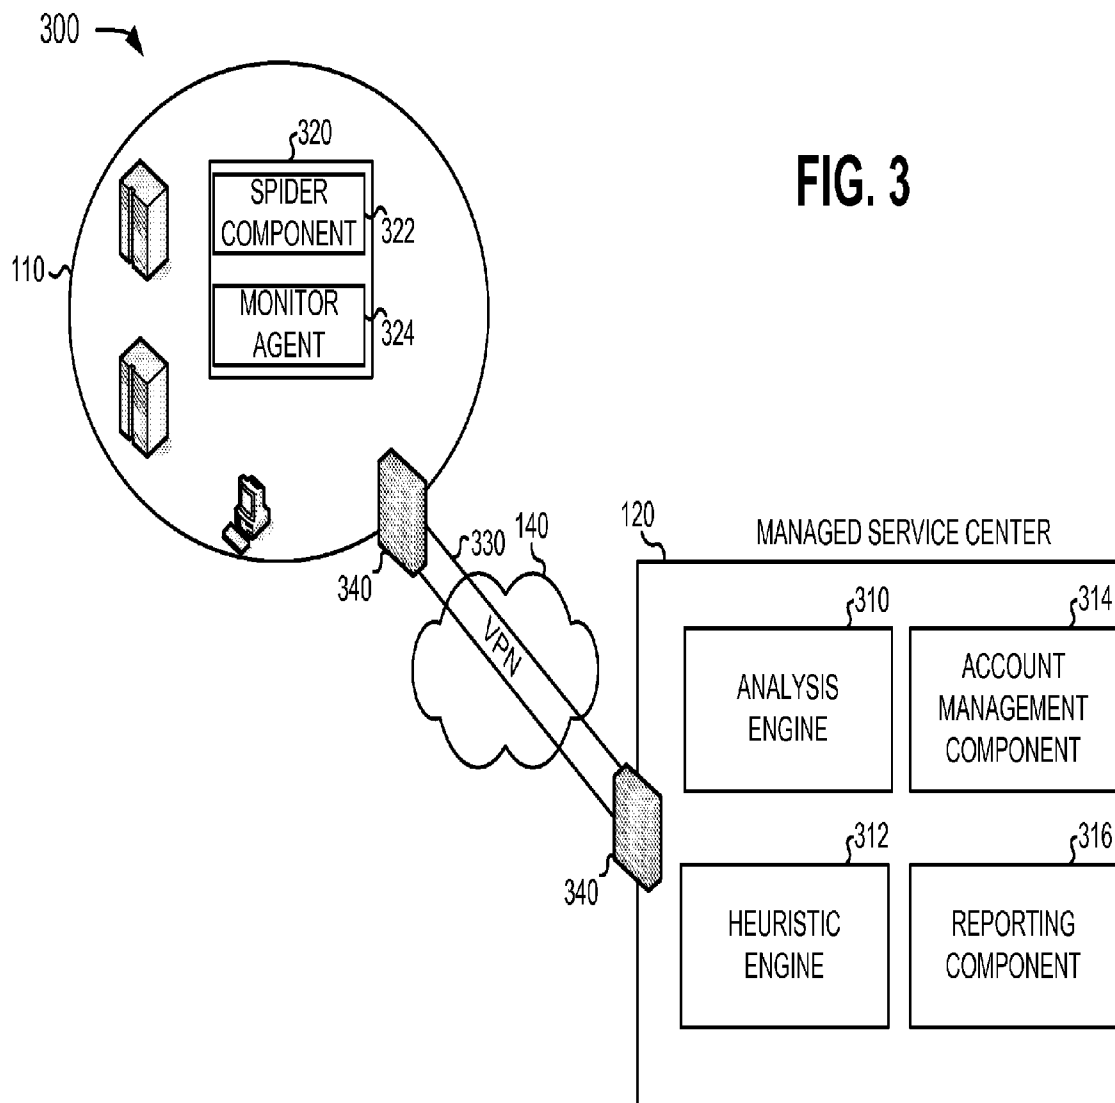 300
320
FIG. 3
SPIDER
COMPONENT
322
110
MONITOR
AGENT
324
140
330
120
MANAGED SERVICE CENTER
340
VPN
310
314
ANALYSIS
ENGINE
ACCOUNT
MANAGEMENT
COMPONENT
340
312
316
HEURISTIC
ENGINE
REPORTING
COMPONENT